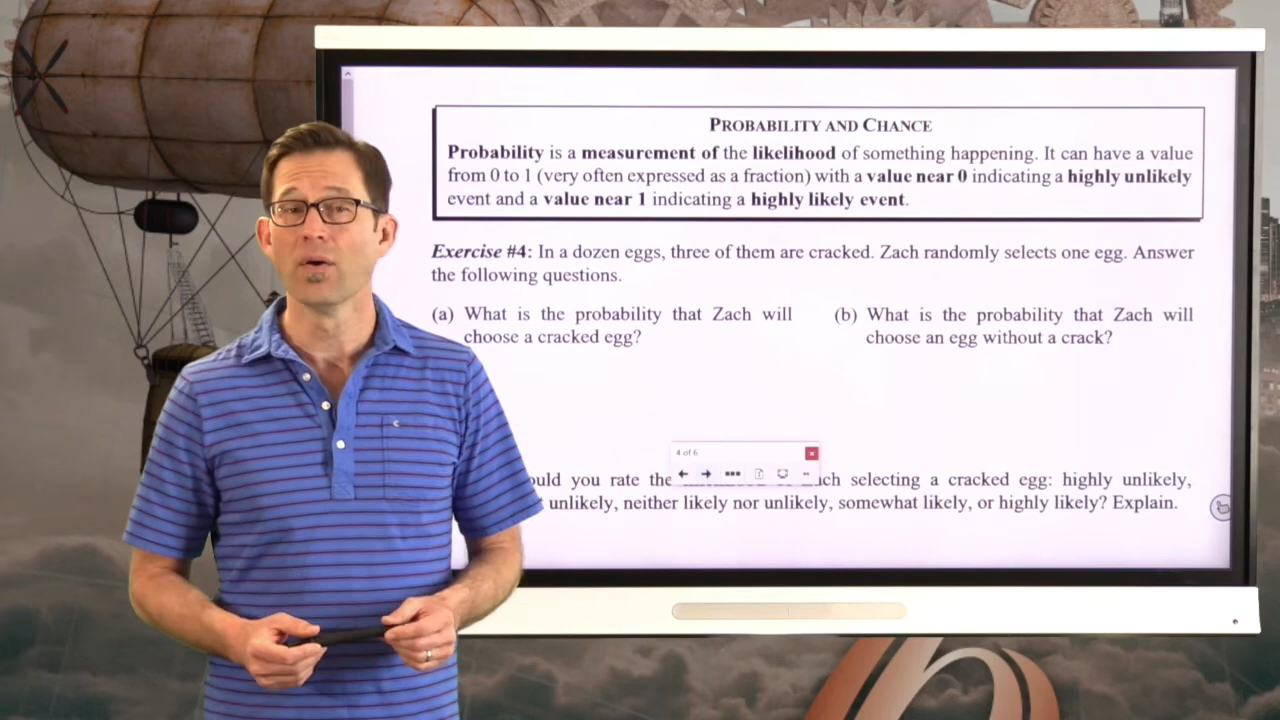 PROBABILITY AND CHANCE
Probability is a measurement of the likelihood of something happening. It can have a value
from 0 to 1 (very often expressed as a fraction) with a value near 0 indicating a highly unlikely
event and a value near 1 indicating a highly likely event.
Exercise #4: In a dozen eggs, three of them are cracked. Zach randomly selects one egg. Answer
the following questions.
(a) What is the probability that Zach will
choose a cracked egg?
(b) What is the probability that Zach will
choose an egg without a crack?
4 of 6
uld you rate the ch selecting a cracked egg: highly unlikely,
unlikely, neither likely nor unlikely, somewhat likely, or highly likely? Explain.